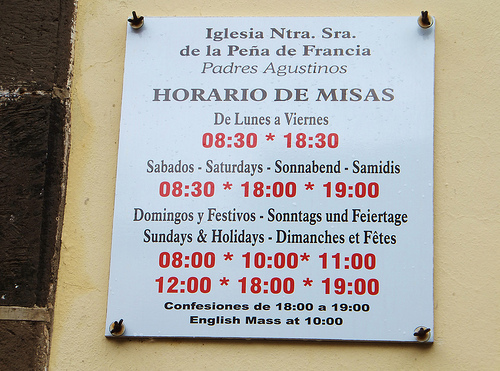 Iglesia Ntra. Sra.
de la Peña de Francia
Padres Agustinos
HORARIO DE MISAS
De Lunes a Viernes
08:30 * 18:30
Sabados - Saturdays - Sonnabend - Samidis
08:30 * 18:00 * 19:00
Domingos y Festivos - Sonntags und Feiertage
Sundays & Holidays - Dimanches et Fêtes
08:00 * 10:00* 11:00
12:00 * 18:00 * 19:00
Confesiones de 18:00 a 19:00
English Mass at 10:00